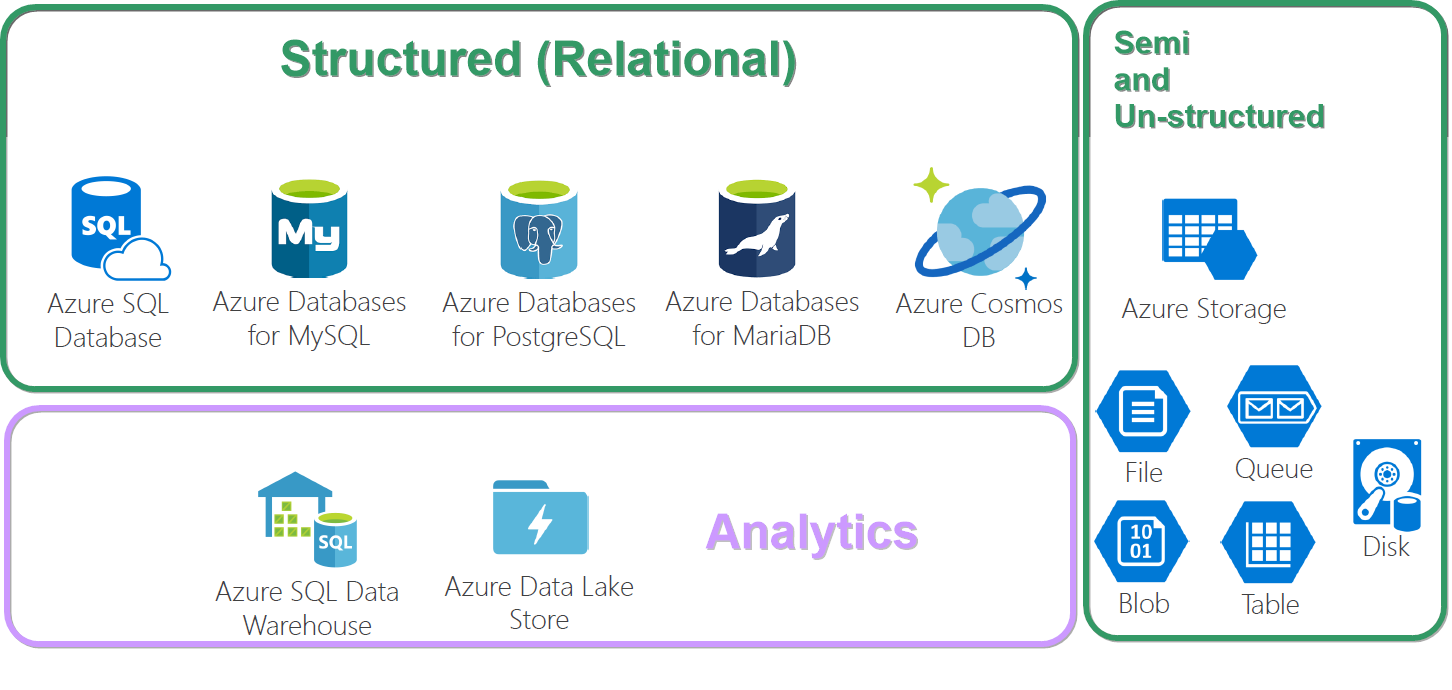 Structured (Relational)
SQL
Azure SQL
Database
My
Azure Databases
for MySQL
Azure Databases
for PostgreSQL
Azure Databases
for MariaDB
Azure Cosmos
DB
Semi
and
Un-structured
Azure Storage
File
Queue
10
01
Blob
Table
Disk
SQL
Azure SQL Data
Warehouse
Azure Data Lake
Store
Analytics